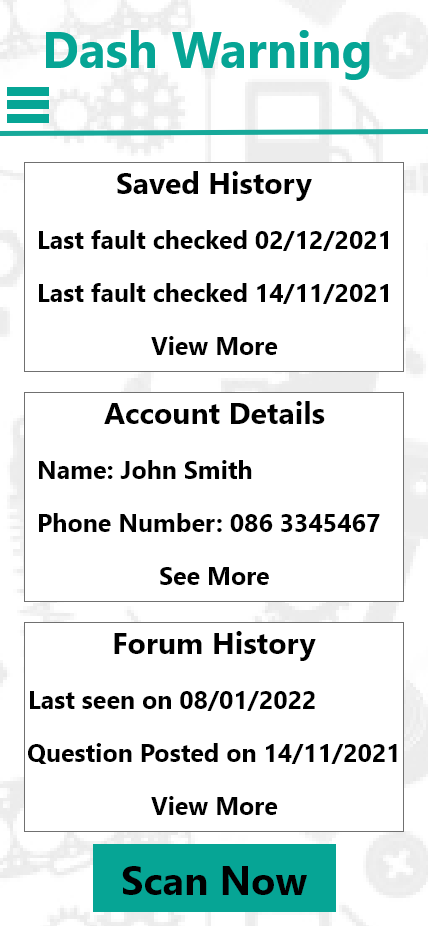 Dash Warning
Saved History
Last fault checked 02/12/2021
Last fault checked 14/11/2021
View More
Account Details
Name: John Smith
Phone Number: 086 3345467
See More
Forum History
Last seen on 08/01/2022
Question Posted on 14/11/2021
View More
Scan Now